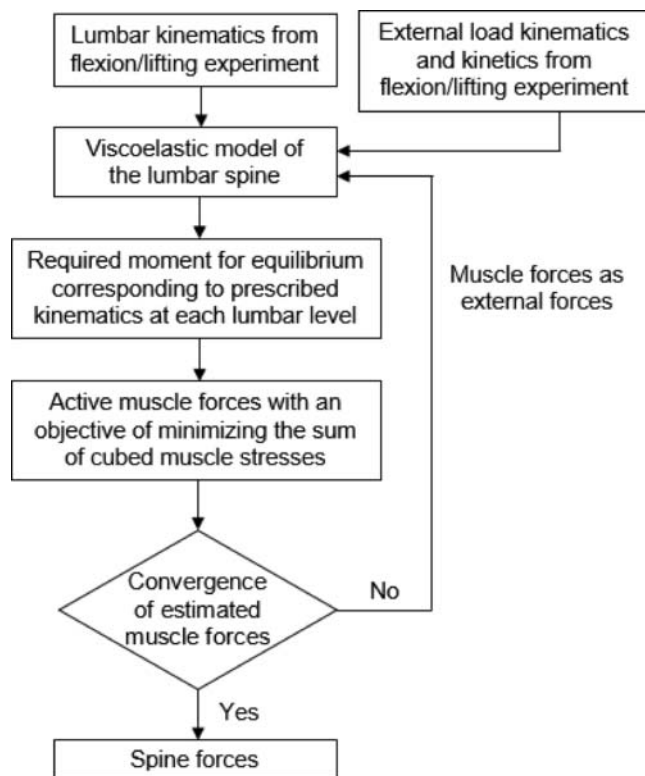 Lumbar kinematics from
flexion/lifting experiment
External load kinematics
and kinetics from
flexion/lifting experiment
Viscoelastic model of
the lumbar spine
Required moment for equilibrium
corresponding to prescribed
kinematics at each lumbar level
Muscle forces as
external forces
Active muscle forces with an
objective of minimizing the sum
of cubed muscle stresses
Convergence
of estimated
muscle forces
No
Yes
Spine forces